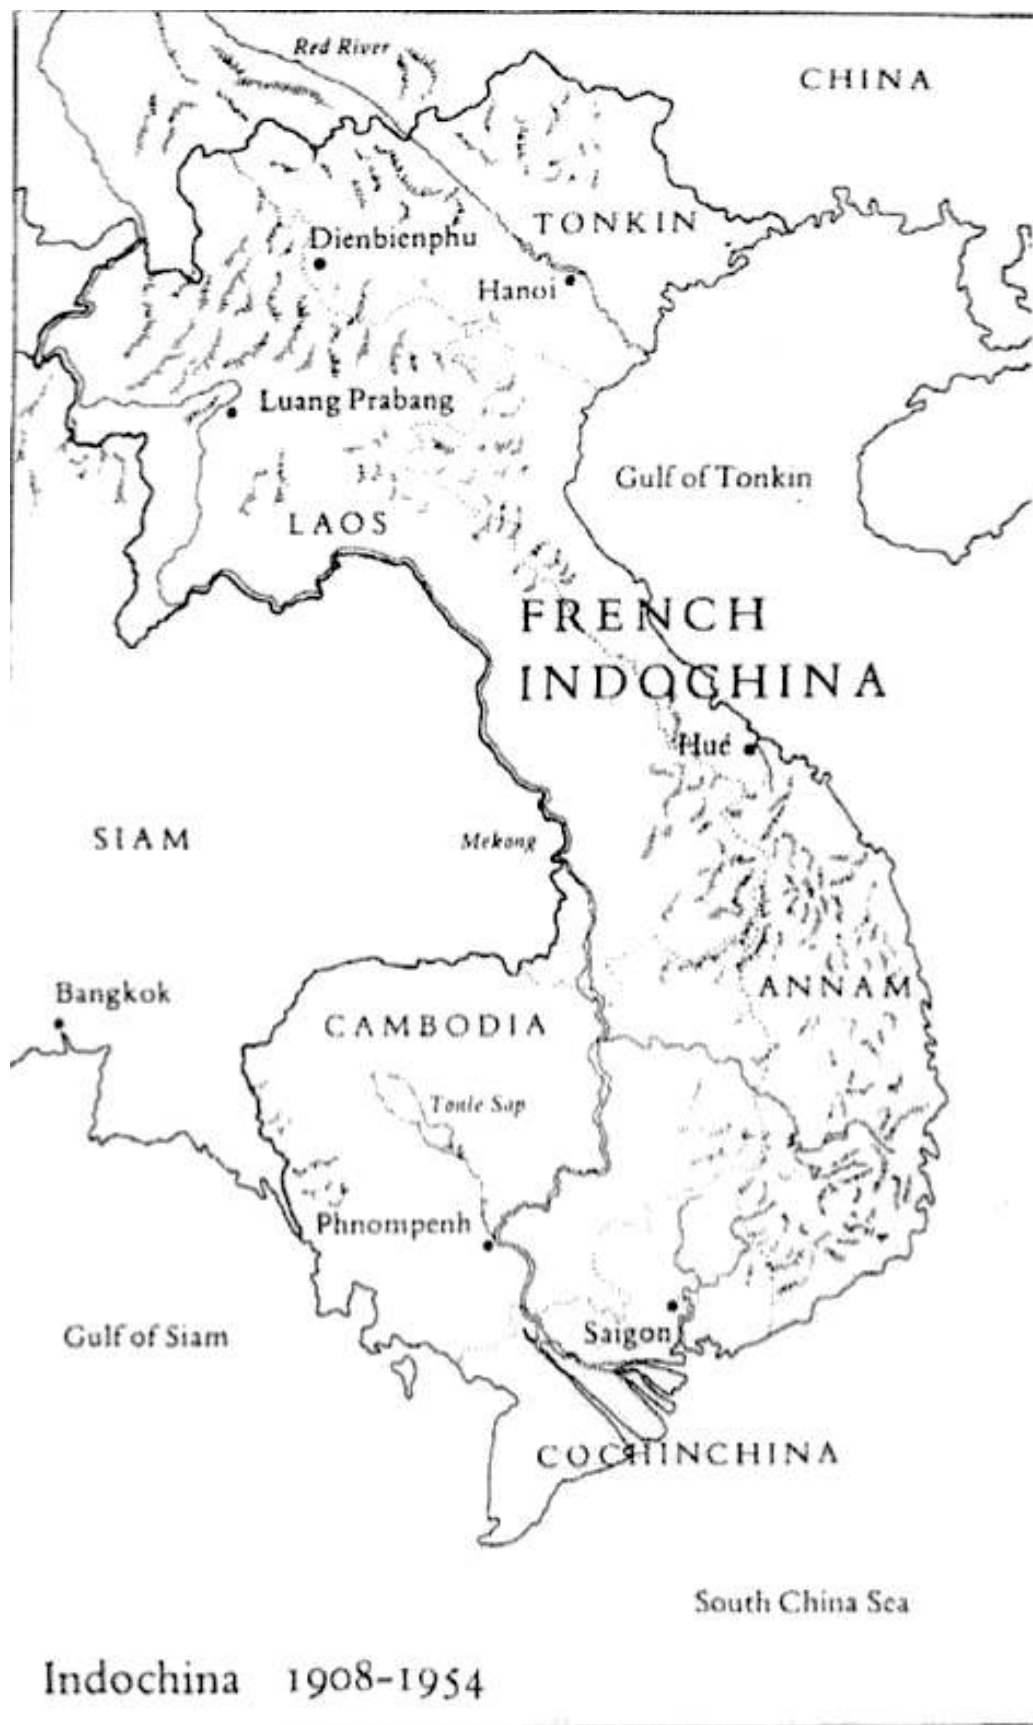 Red River
CHINA
TONKIN
Dienbienphu
Hanoi
Luang Prabang
Gulf of Tonkin
LAOS
FRENCH
INDOCHINA
Hué
SIAM
Mekong
ANNAM
Bangkok
CAMBODIA
Tonle Sap
Phnompenh
Saigon
Gulf of Siam
COCHINCHINA
South China Sea
Indochina 1908-1954